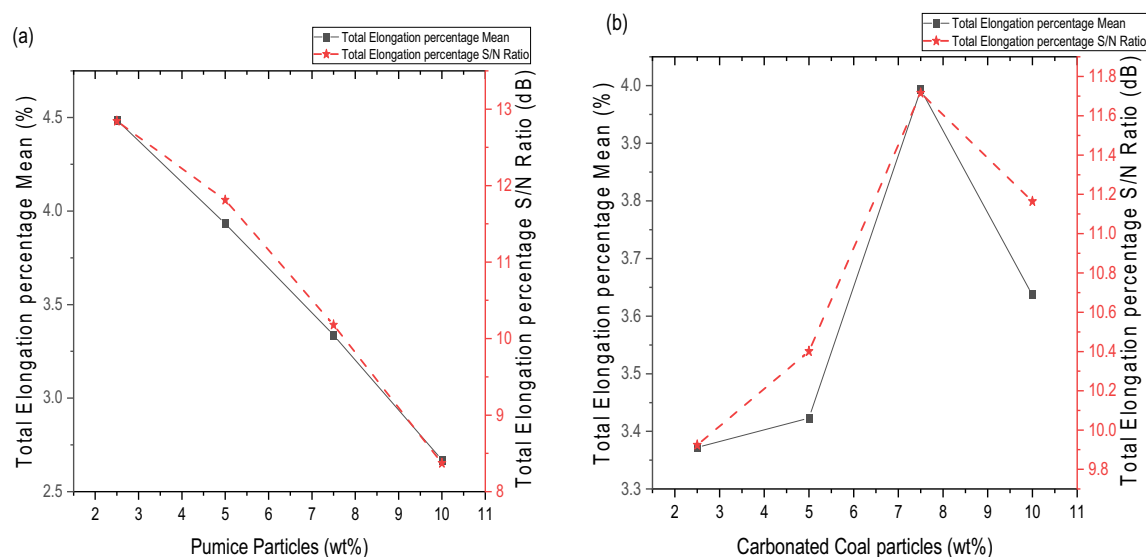 (a)
Total Elongation percentage Mean
Total Elongation percentage S/N Ratio
Total Elongation percentage Mean (%)
4.5
4.0
3.5
3.0
2.5
2 3 4 5 6 7 8 9 10 11
Pumice Particles (wt%)
13
12
11
10
9
8
Total Elongation percentage S/N Ratio (dB)
(b)
Total Elongation percentage Mean
Total Elongation percentage S/N Ratio
Total Elongation percentage Mean (%)
4.0
3.9
3.8
3.7
3.6
3.5
3.4
3.3
2 3 4 5 6 7 8 9 10 11
Carbonated Coal particles (wt%)
11.8
11.6
11.4
11.2
11.0
10.8
10.6
10.4
10.2
10.0
9.8
Total Elongation percentage S/N Ratio (dB)